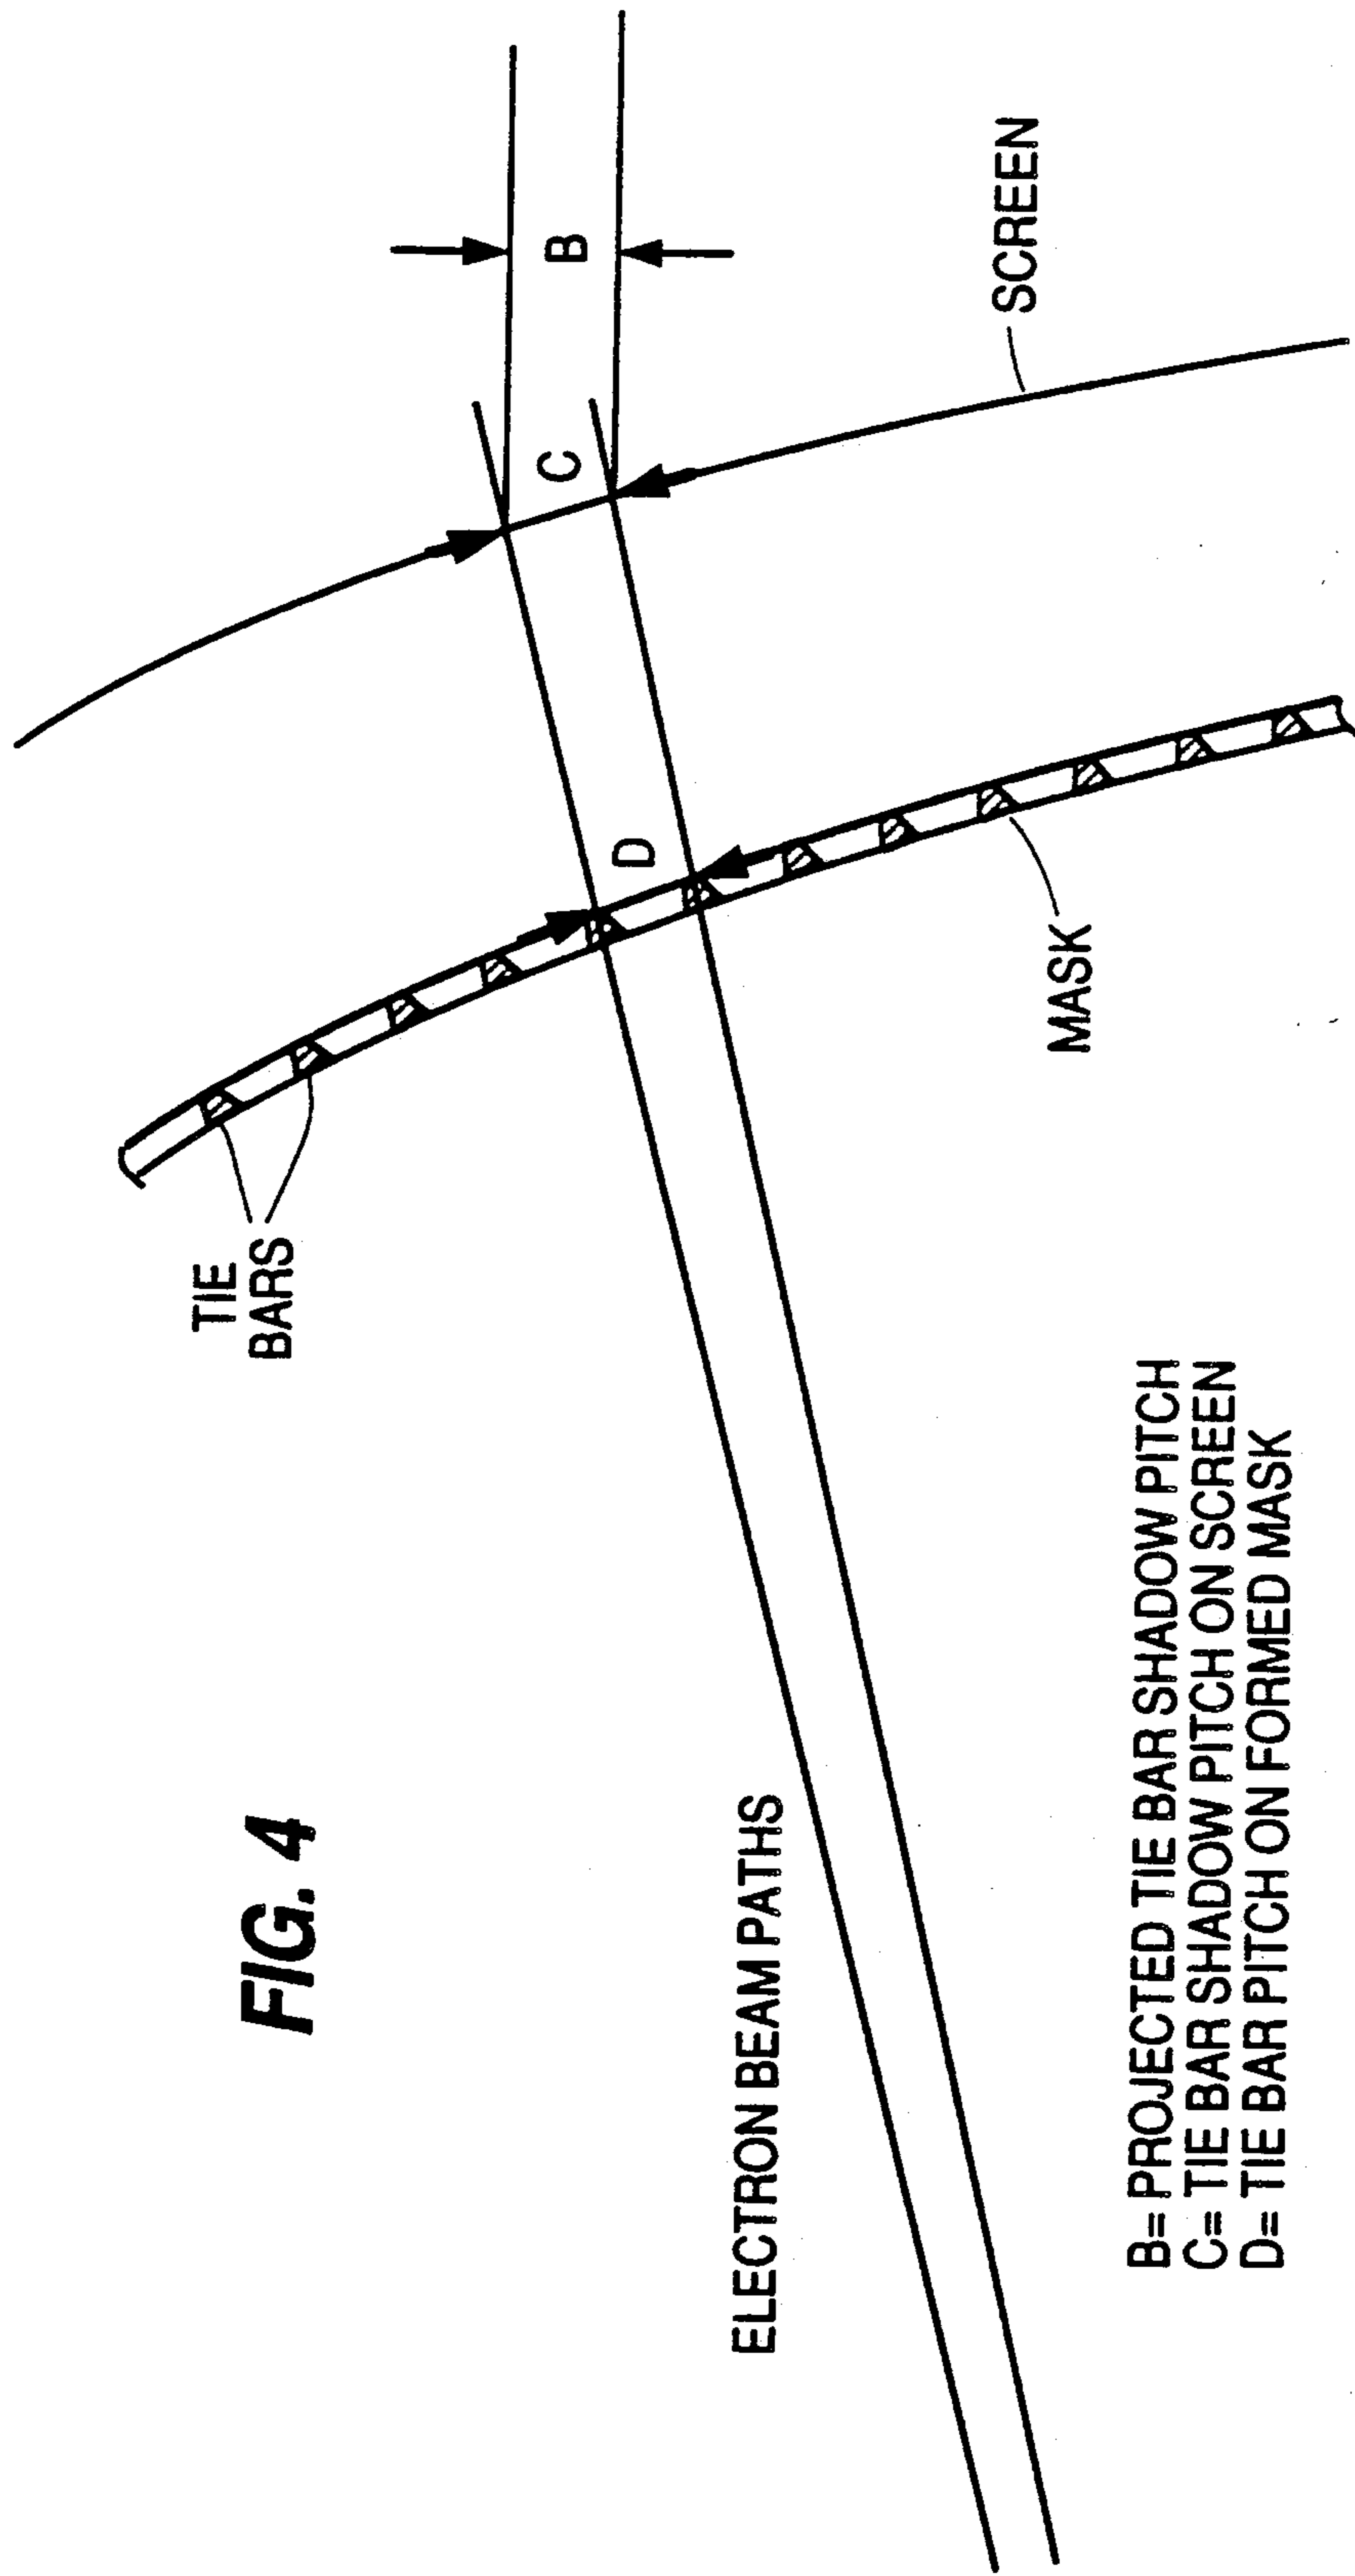 FIG. 4
TIE
BARS
ELECTRON BEAM PATHS
D
C
B
MASK
SCREEN
B= PROJECTED TIE BAR SHADOW PITCH
C= TIE BAR SHADOW PITCH ON SCREEN
D= TIE BAR PITCH ON FORMED MASK